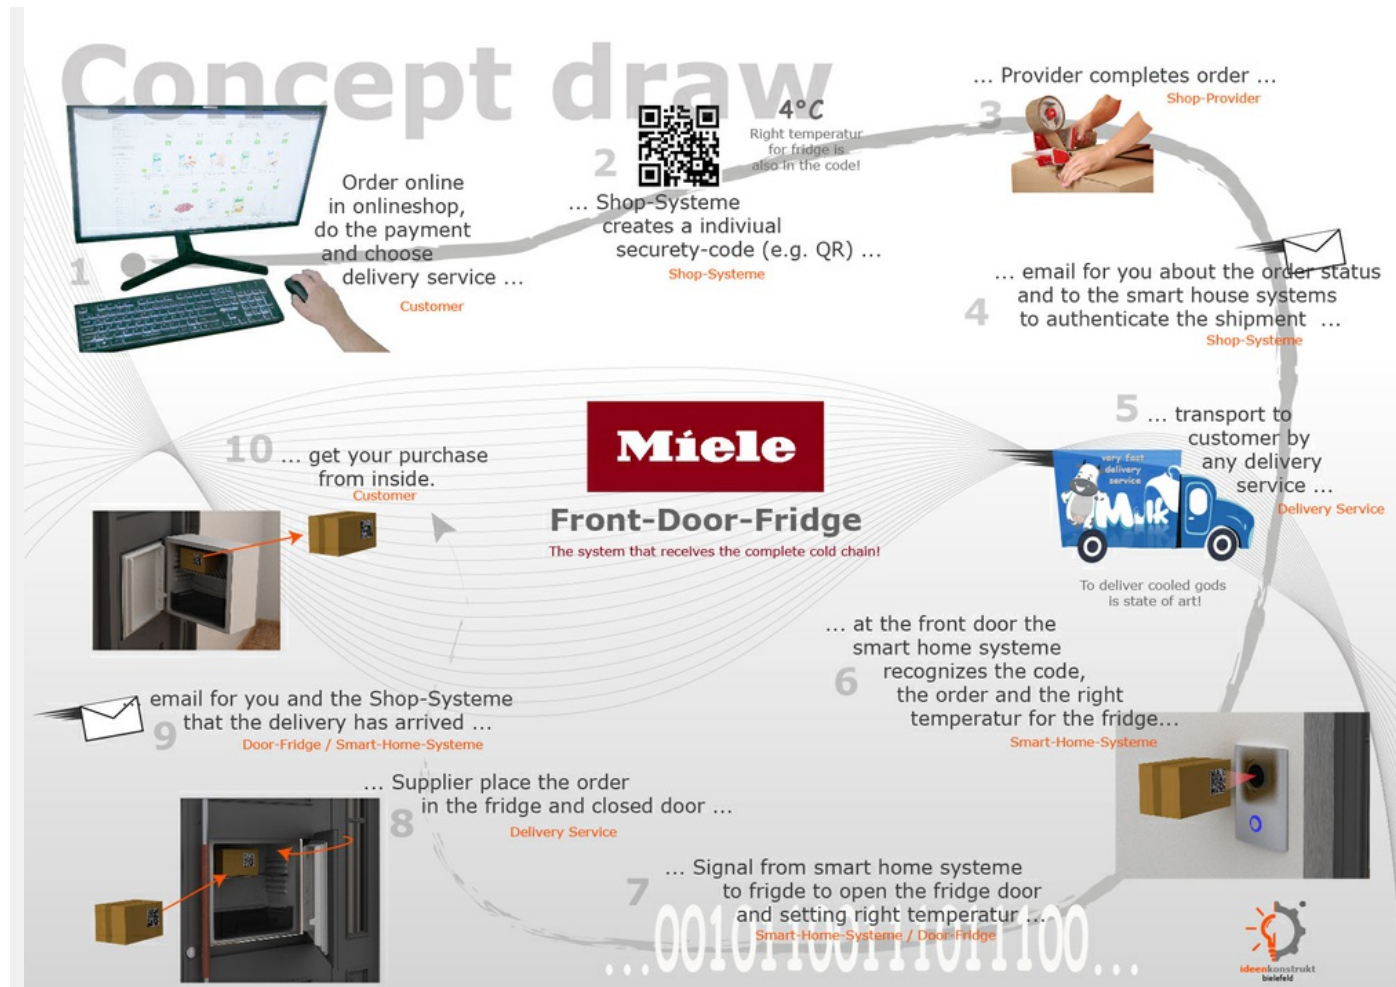 Concept draw
1
Order online
in onlineshop,
do the payment
and choose
delivery service ...
Customer
2
4°C
Right temperatur
for fridge is
also in the code!
... Shop-Systeme
creates a indiviual
securety-code (e.g. QR) ...
Shop-Systeme
3
... Provider completes order ...
Shop-Provider
4
... email for you about the order status
and to the smart house systems
to authenticate the shipment ...
Shop-Systeme
5
... transport to
customer by
any delivery
service ...
Delivery Service
very fast
delivery
service
Milk
To deliver cooled gods
is state of art!
Miele
Front-Door-Fridge
The system that receives the complete cold chain!
6
... at the front door the
smart home systeme
recognizes the code,
the order and the right
temperatur for the fridge...
Smart-Home-Systeme
7
... Signal from smart home systeme
to frigde to open the fridge door
and setting right temperatur ...
Smart-Home-Systeme / Door-Fridge
...00101100111011100...
8
... Supplier place the order
in the fridge and closed door ...
Delivery Service
9
... email for you and the Shop-Systeme
that the delivery has arrived ...
Door-Fridge / Smart-Home-Systeme
10
... get your purchase
from inside.
Customer
ideenkonstrukt
bielefeld